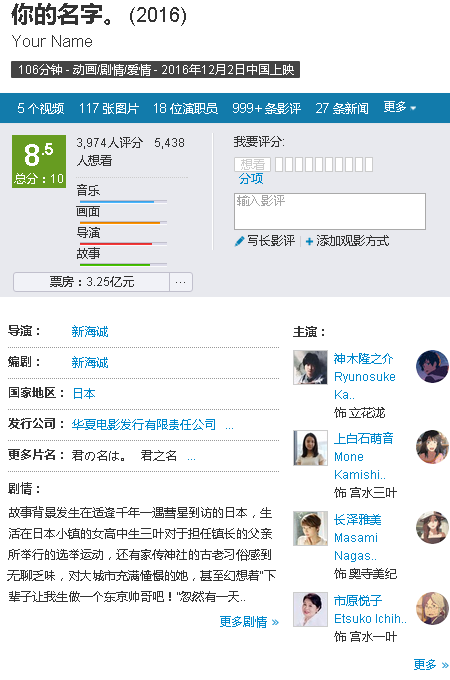 你的名字。 (2016)
Your Name
106分钟 - 动画/剧情/爱情 - 2016年12月2日中国上映
5 个视频 117 张图片 18 位演职员 999+ 条影评 27 条新闻 更多
8.5
总分：10
3,974人评分 5,438
人想看
音乐
画面
导演
故事
票房：3.25亿元 ...
我要评分:
想看
分项
输入影评
写长影评 添加观影方式
导演： 新海诚
编剧： 新海诚
国家地区： 日本
发行公司： 华夏电影发行有限责任公司 ...
更多片名： 君の名は。 君之名 ...
剧情：
故事背景发生在适逢千年一遇彗星到访的日本，生
活在日本小镇的女高中生三叶对于担任镇长的父亲
所举行的选举运动，还有家传神社的古老习俗感到
无聊乏味，对大城市充满憧憬的她，甚至幻想着“下
辈子让我生做一个东京帅哥吧！”忽然有一天..
更多剧情 »
主演：
神木隆之介
Ryunosuke
Ka..
饰 立花泷
上白石萌音
Mone
Kamishi..
饰 宫水三叶
长泽雅美
Masami
Nagas..
饰 奥寺美纪
市原悦子
Etsuko Ichih..
饰 宫水一叶
更多 »